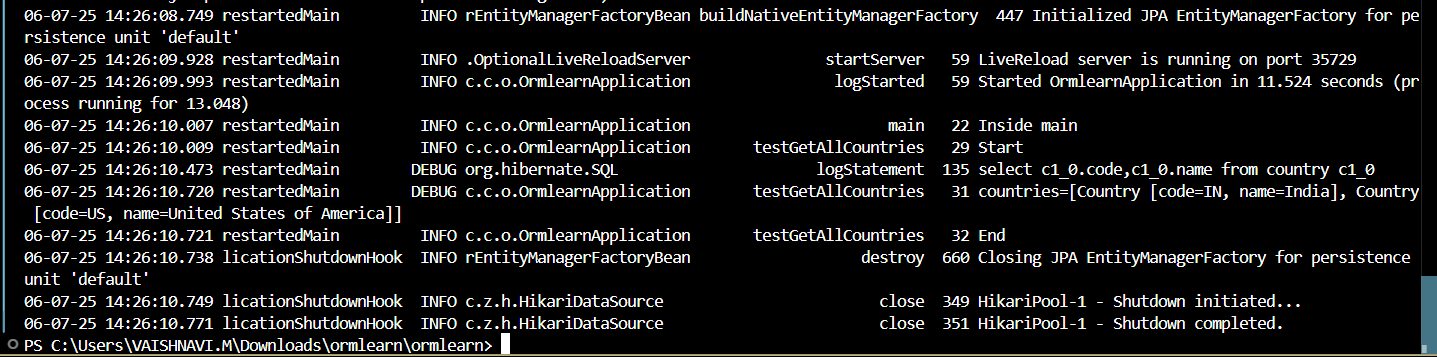 06-07-25 14:26:08.749 restartedMain INFO rEntityManagerFactoryBean buildNativeEntityManagerFactory 447 Initialized JPA EntityManagerFactory for pe
rsistence unit 'default'
06-07-25 14:26:09.928 restartedMain INFO .OptionalLiveReloadServer startServer 59 LiveReload server is running on port 35729
06-07-25 14:26:09.993 restartedMain INFO c.c.o.OrmlearnApplication logStarted 59 Started OrmlearnApplication in 11.524 seconds (pr
ocess running for 13.048)
06-07-25 14:26:10.007 restartedMain INFO c.c.o.OrmlearnApplication main 22 Inside main
06-07-25 14:26:10.009 restartedMain INFO c.c.o.OrmlearnApplication testGetAllCountries 29 Start
06-07-25 14:26:10.473 restartedMain DEBUG org.hibernate.SQL logStatement 135 select c1_0.code,c1_0.name from country c1_0
06-07-25 14:26:10.720 restartedMain DEBUG c.c.o.OrmlearnApplication testGetAllCountries 31 countries=[Country [code=IN, name=India], Country
[code=US, name=United States of America]]
06-07-25 14:26:10.721 restartedMain INFO c.c.o.OrmlearnApplication testGetAllCountries 32 End
06-07-25 14:26:10.738 licationShutdownHook INFO rEntityManagerFactoryBean destroy 660 Closing JPA EntityManagerFactory for persistence
unit 'default'
06-07-25 14:26:10.749 licationShutdownHook INFO c.z.h.HikariDataSource close 349 HikariPool-1 - Shutdown initiated...
06-07-25 14:26:10.771 licationShutdownHook INFO c.z.h.HikariDataSource close 351 HikariPool-1 - Shutdown completed.
PS C:\Users\VAISHNAVI.M\Downloads\ormlearn\ormlearn>